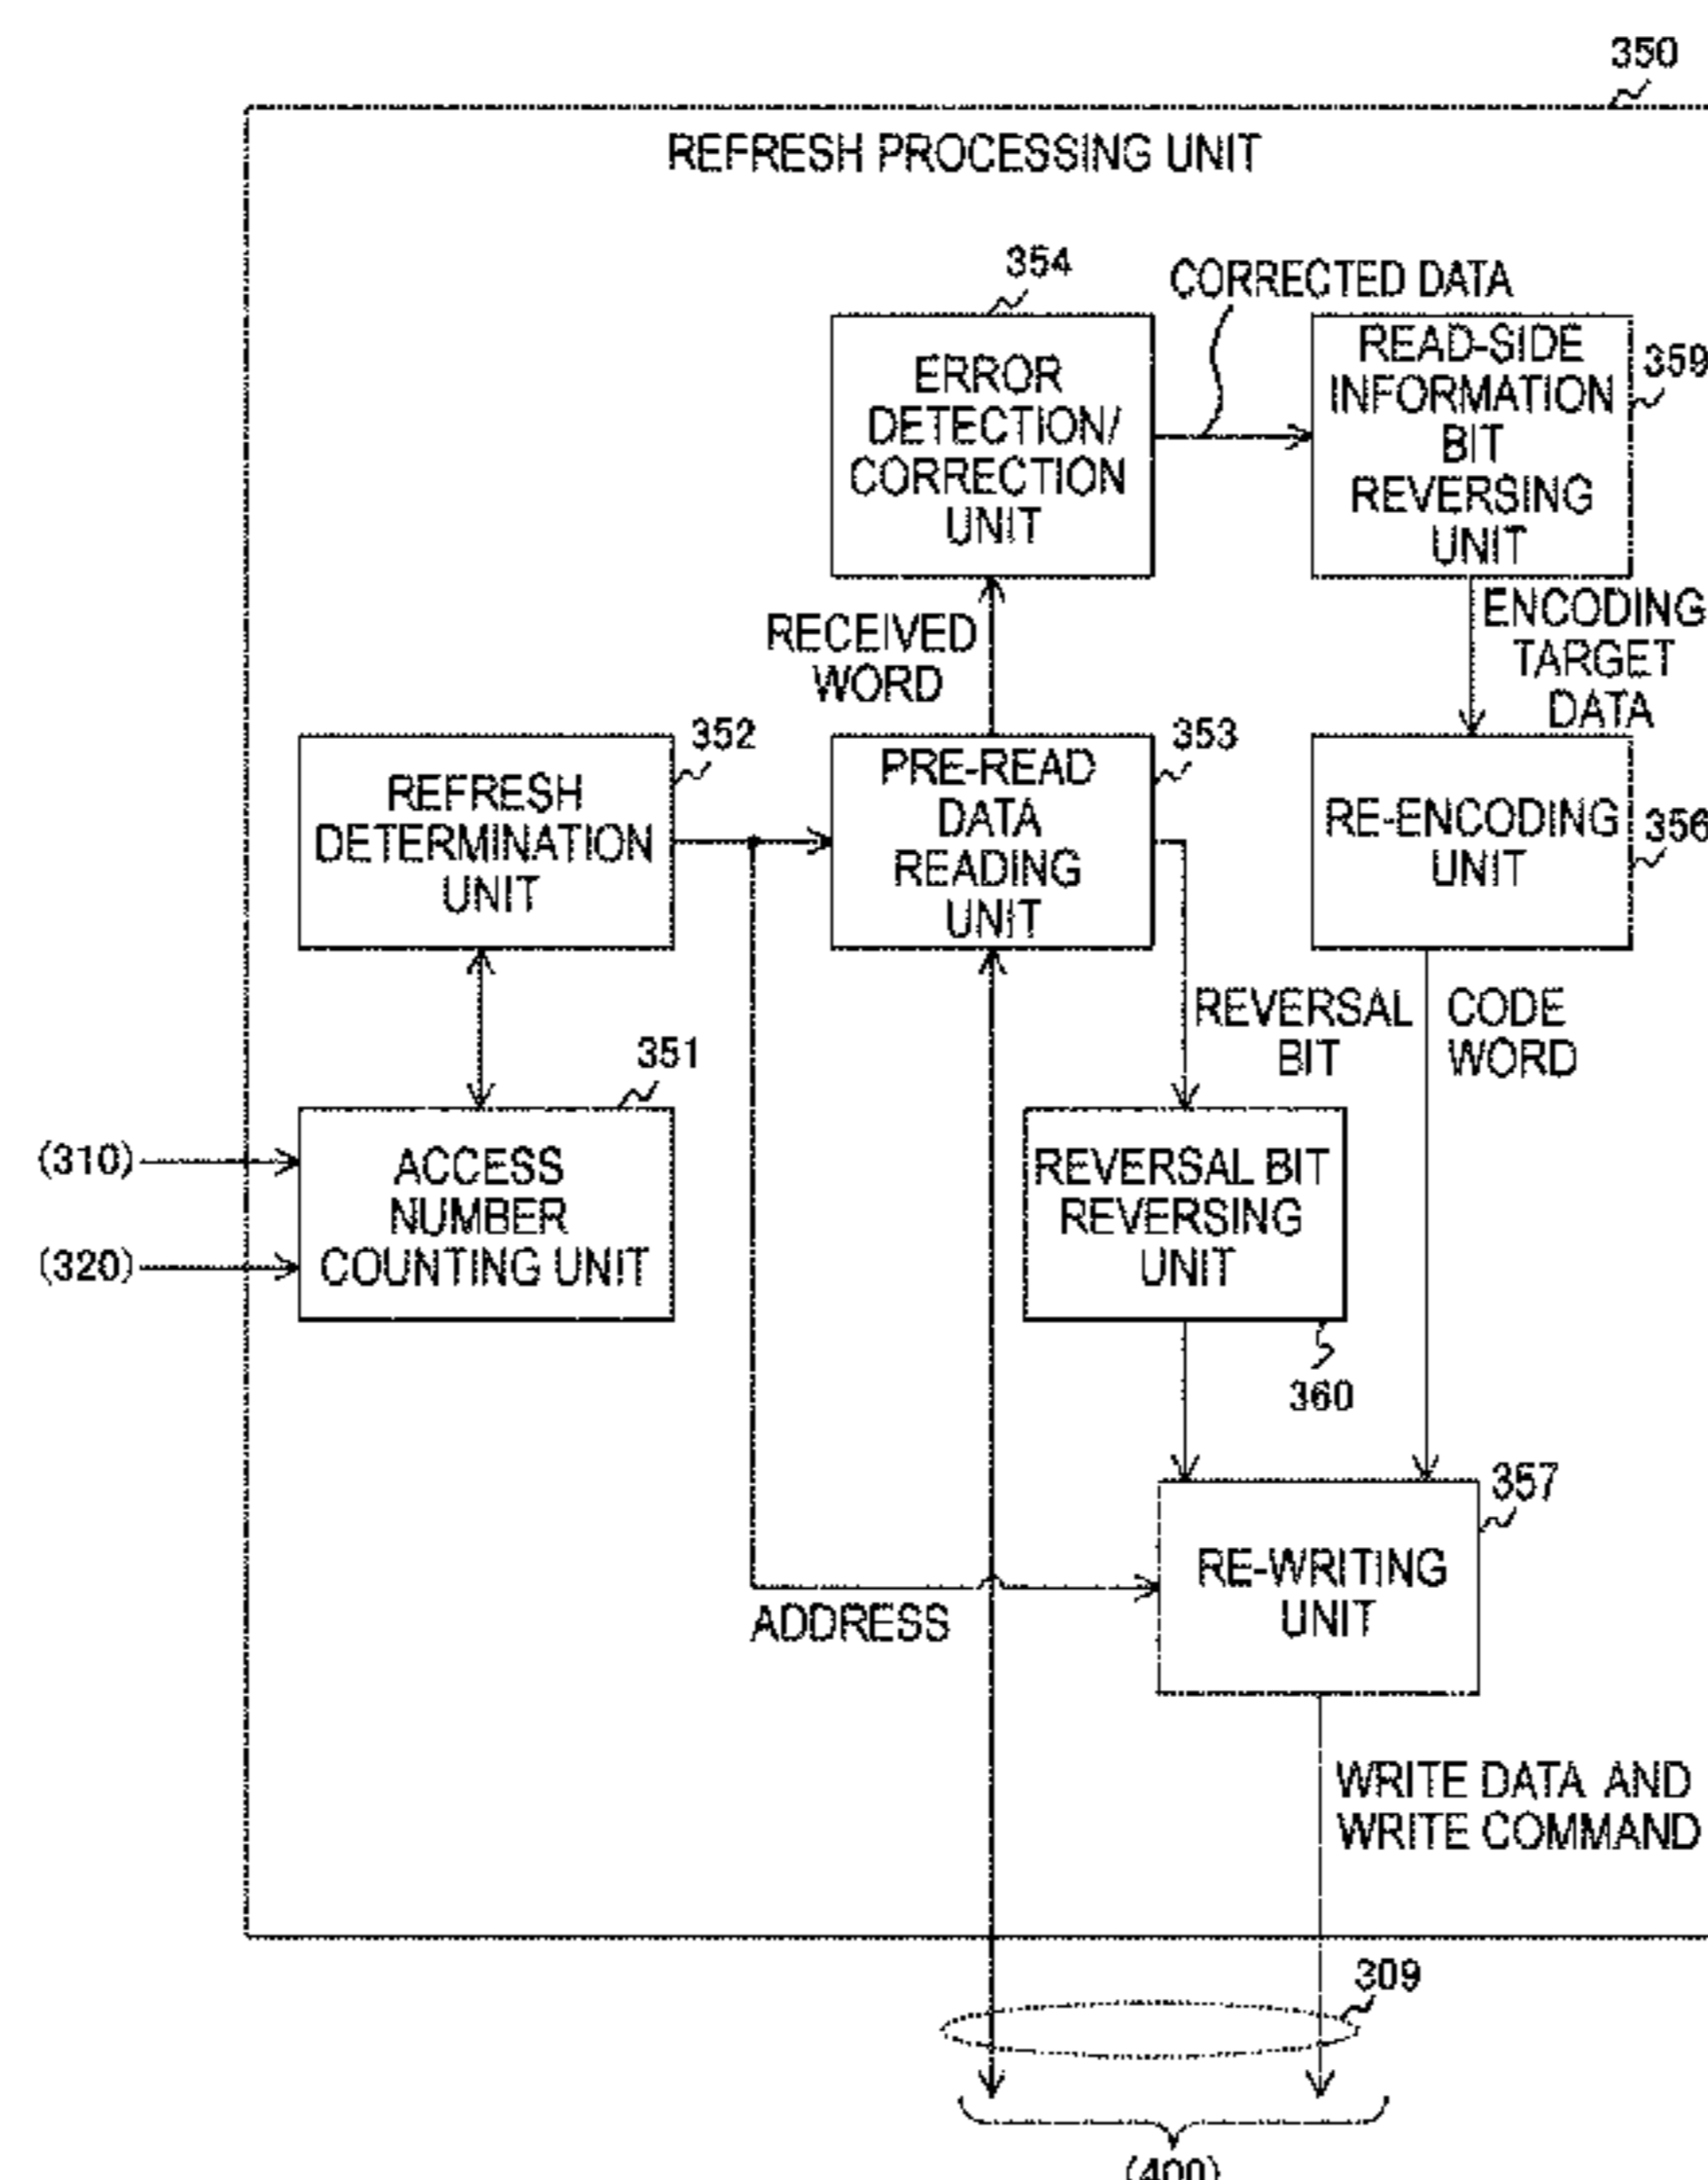 350
REFRESH PROCESSING UNIT
354
CORRECTED DATA
ERROR
DETECTION/
CORRECTION
UNIT
READ-SIDE
INFORMATION
BIT
REVERSING
UNIT
359
RECEIVED
WORD
ENCODING
TARGET
DATA
352
353
REFRESH
DETERMINATION
UNIT
PRE-READ
DATA
READING
UNIT
RE-ENCODING
UNIT
356
REVERSAL
BIT
CODE
WORD
351
(310)
(320)
ACCESS
NUMBER
COUNTING UNIT
REVERSAL BIT
REVERSING
UNIT
360
357
RE-WRITING
UNIT
ADDRESS
WRITE DATA AND
WRITE COMMAND
309
(400)